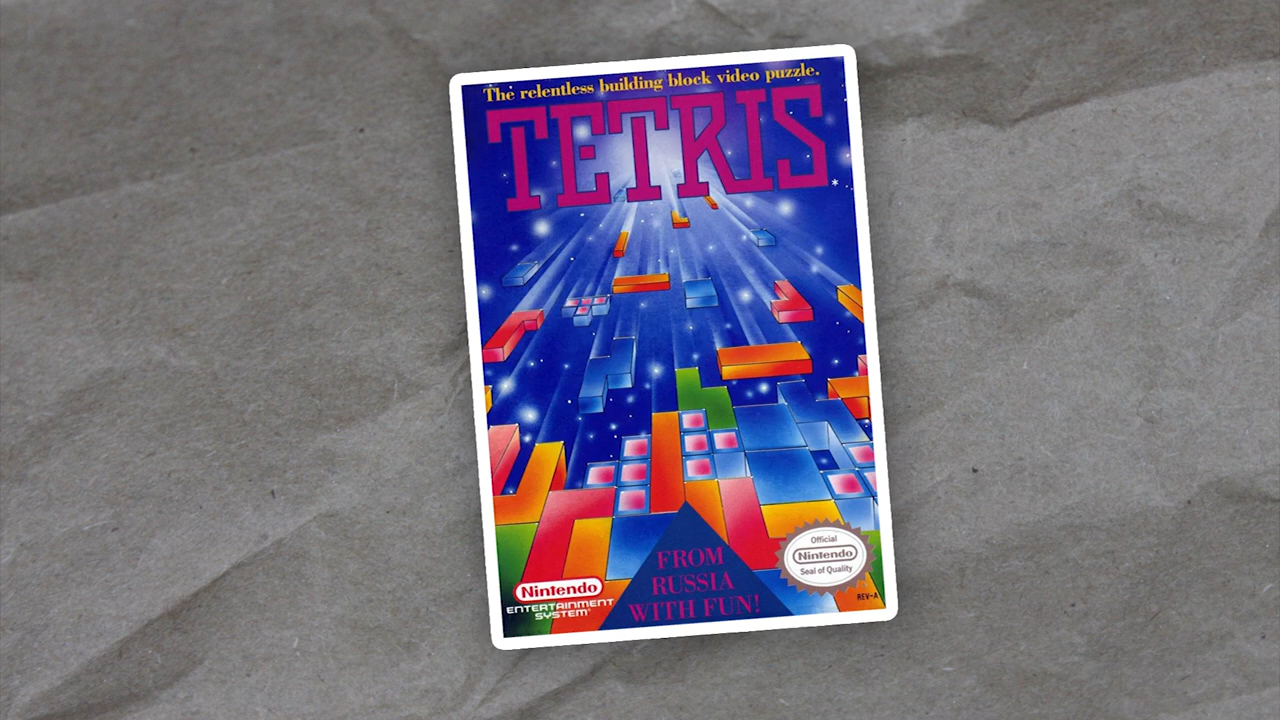 The relentless building block video puzzle.
TETRIS*
FROM
RUSSIA
WITH FUN!
Nintendo
ENTERTAINMENT
SYSTEM®
Official
Nintendo
Seal of Quality
REV-A